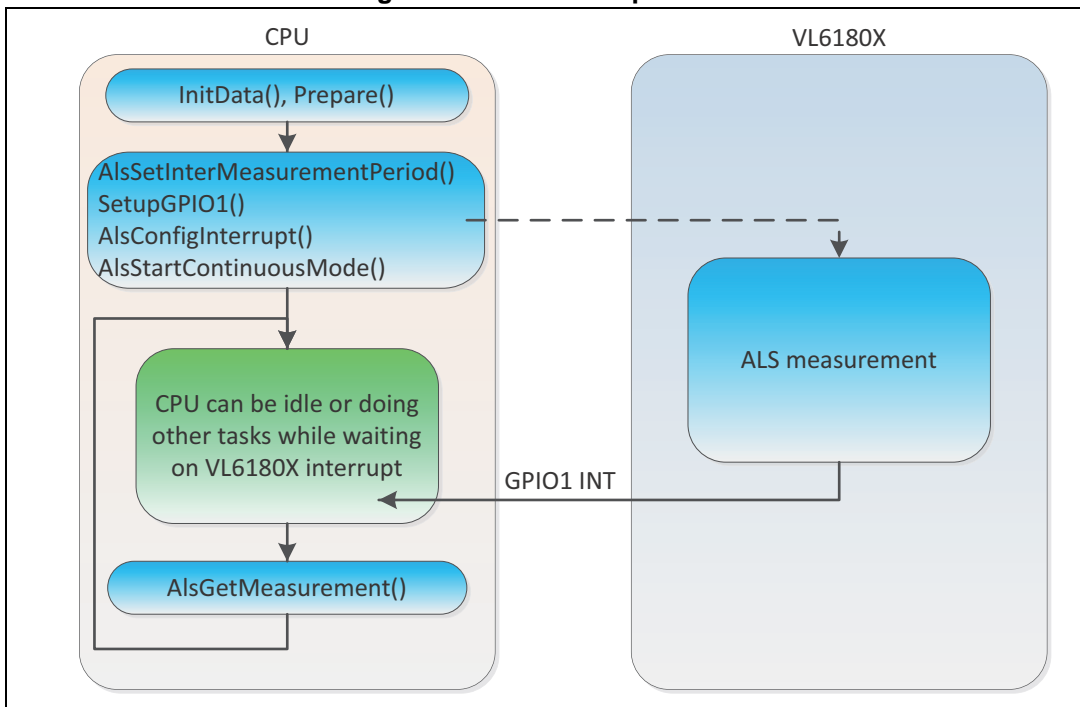 CPU
VL6180X
InitData(), Prepare()
AlsSetInterMeasurementPeriod()
SetupGPIO1()
AlsConfigInterrupt()
AlsStartContinuousMode()
ALS measurement
CPU can be idle or doing
other tasks while waiting
on VL6180X interrupt
GPIO1 INT
AlsGetMeasurement()